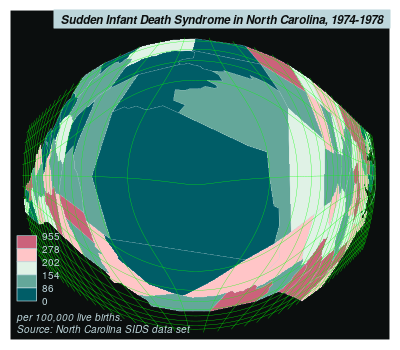 Sudden Infant Death Syndrome in North Carolina, 1974-1978
955
278
202
154
86
0
per 100,000 live births.
Source: North Carolina SIDS data set